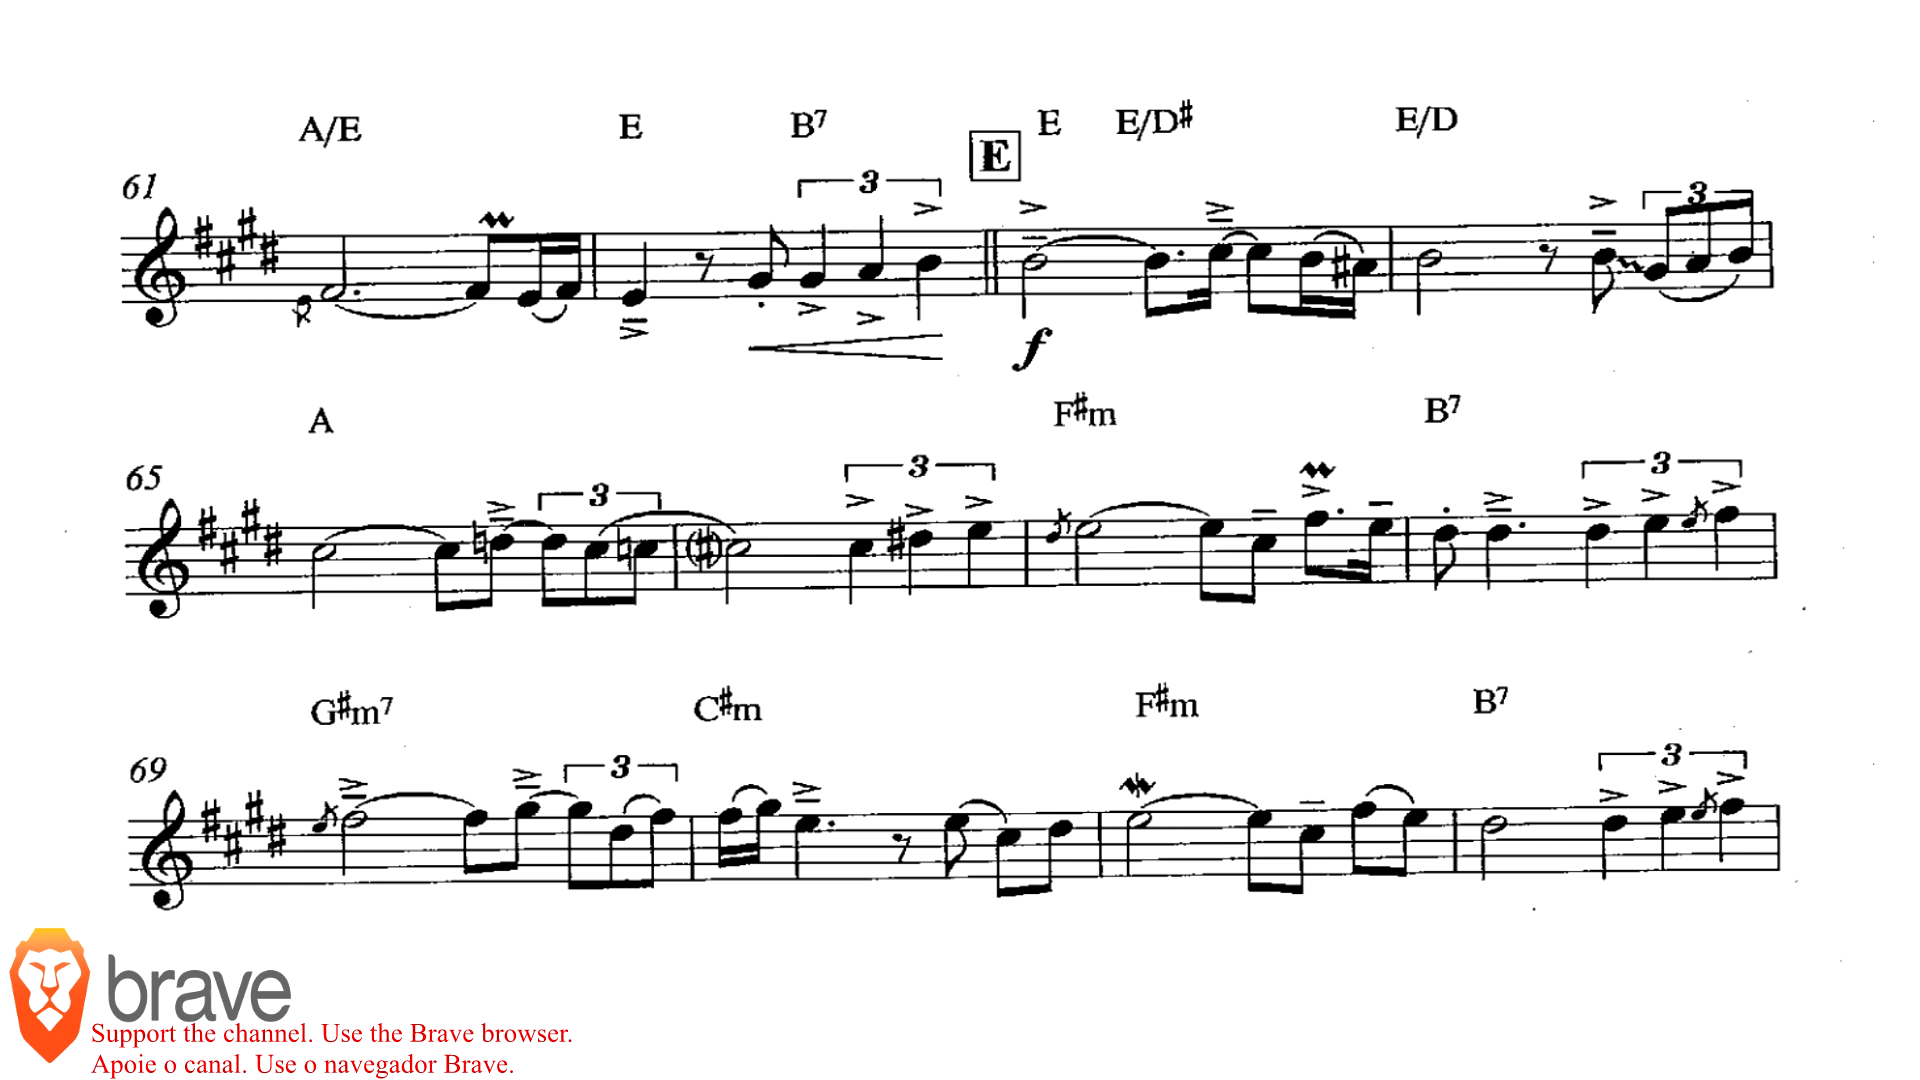 A/E E B7 E E E/D# E/D
61
3 3
f
A F#m B7
65
3 3 3
G#m7 C#m F#m B7
69
3 3
brave
Support the channel. Use the Brave browser.
Apoie o canal. Use o navegador Brave.